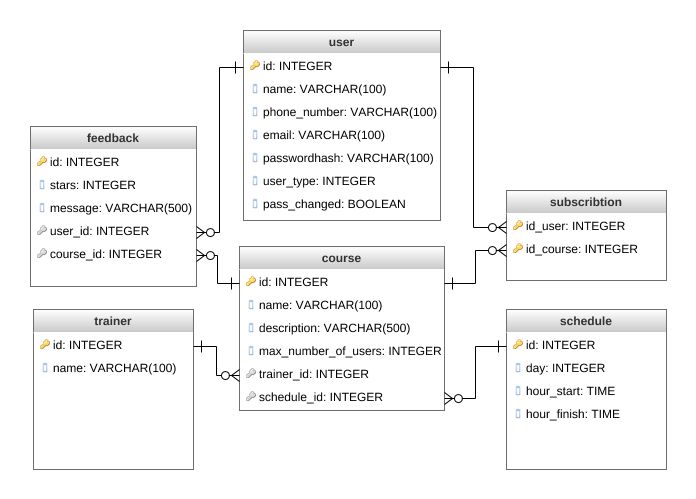 user
id: INTEGER
name: VARCHAR(100)
phone_number: VARCHAR(100)
email: VARCHAR(100)
passwordhash: VARCHAR(100)
user_type: INTEGER
pass_changed: BOOLEAN
feedback
id: INTEGER
stars: INTEGER
message: VARCHAR(500)
user_id: INTEGER
course_id: INTEGER
subscribtion
id_user: INTEGER
id_course: INTEGER
course
id: INTEGER
name: VARCHAR(100)
description: VARCHAR(500)
max_number_of_users: INTEGER
trainer_id: INTEGER
schedule_id: INTEGER
trainer
id: INTEGER
name: VARCHAR(100)
schedule
id: INTEGER
day: INTEGER
hour_start: TIME
hour_finish: TIME